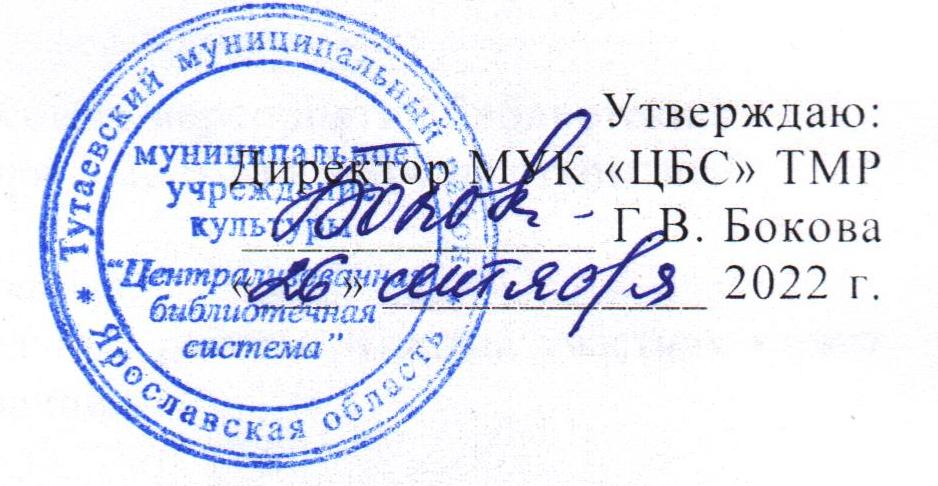 Утверждаю:
Директор МУК «ЦБС» ТМР
Г.В. Бокова
«26» сентября 2022 г.
Тутаевский муниципальный район
Ярославская область
муниципальное
учреждение
культуры
“Централизованная
библиотечная
система”